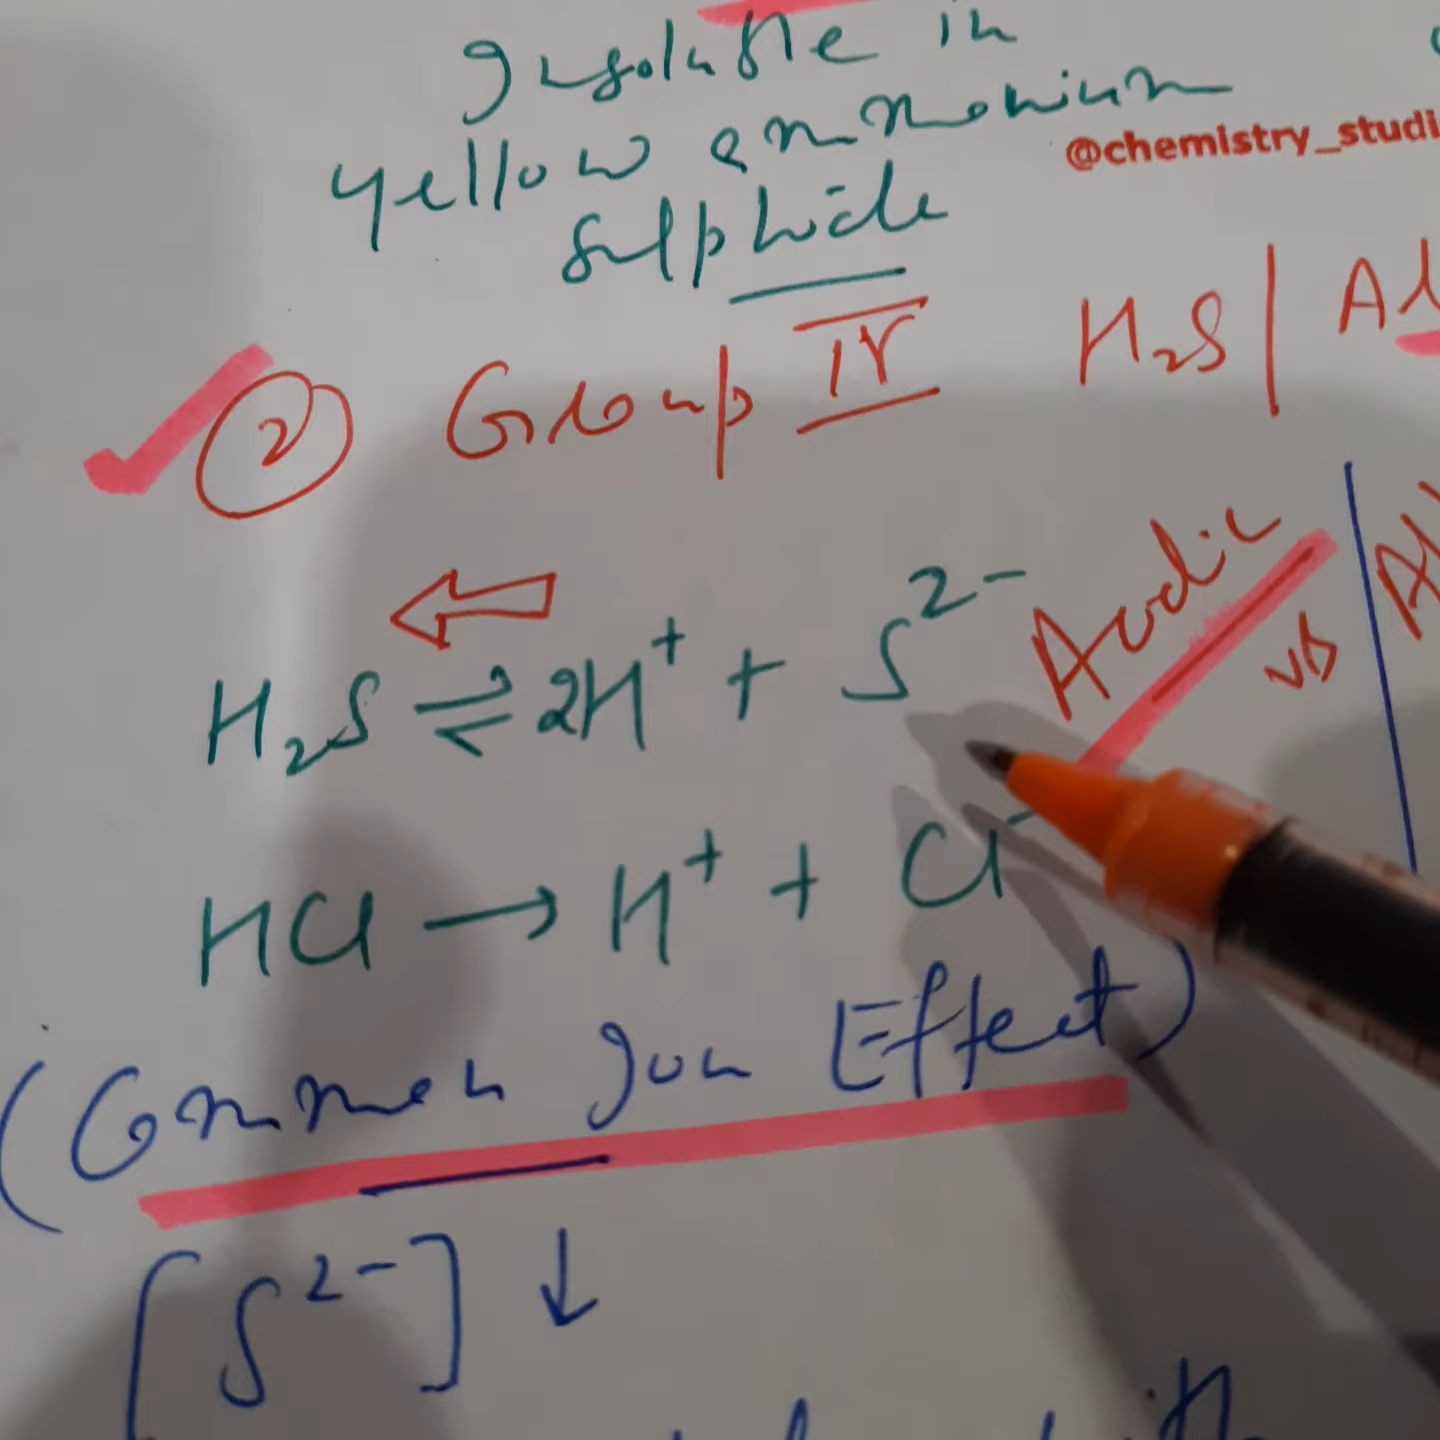 Insoluble in
yellow ammonium
@chemistry_studi
sulphide
② Group IV H₂S | Al
H₂S ⇌ 2H⁺ + S²⁻
Acidic
vs
HCl → H⁺ + Cl⁻
(Common Ion Effect)
[S²⁻] ↓